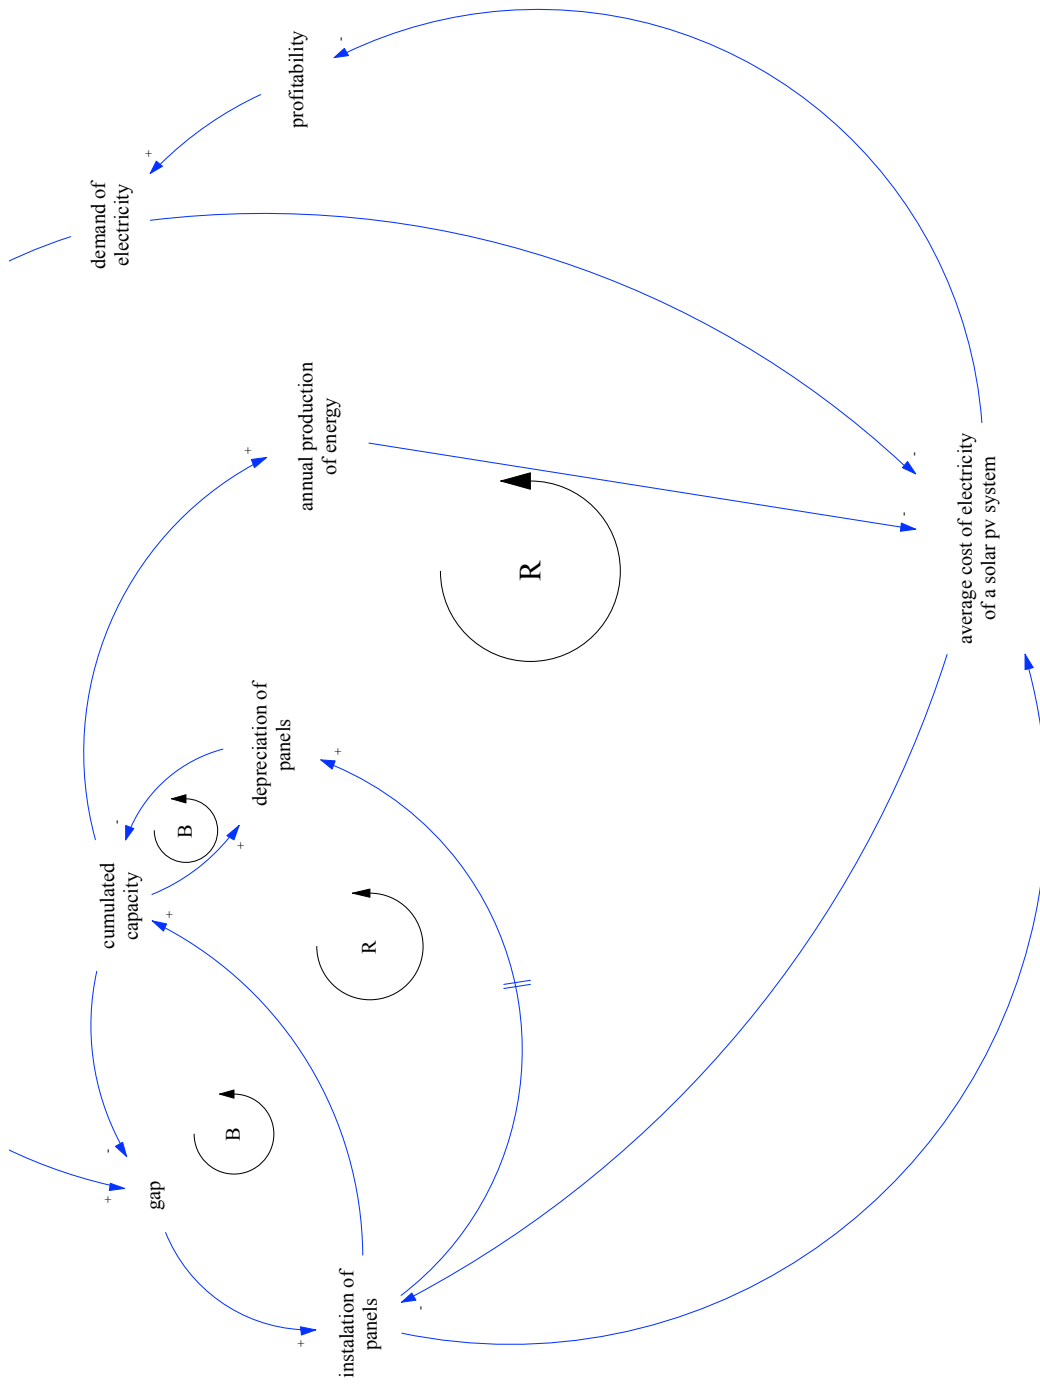 profitability
+
-
demand of
electricity
+
annual production
of energy
-
-
average cost of electricity
of a solar pv system
R
depreciation of
panels
+
-
B
+
cumulated
capacity
+
R
-
B
+
gap
instalation of
panels
+
-